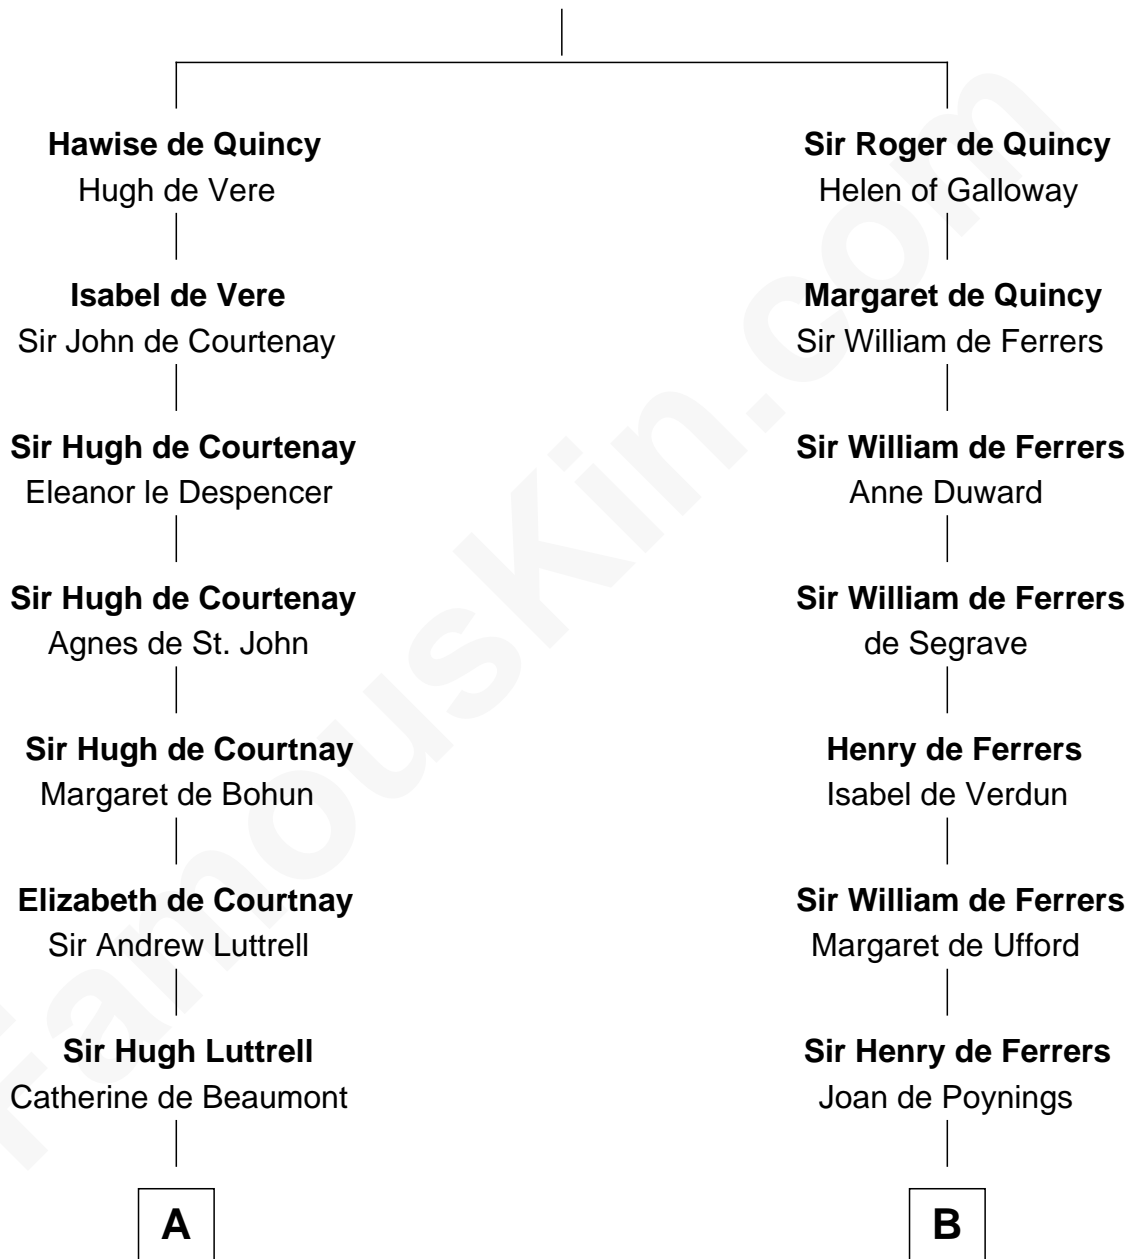 Hawise de Quincy
Hugh de Vere
Isabel de Vere
Sir John de Courtenay
Sir Hugh de Courtenay
Eleanor le Despencer
Sir Hugh de Courtenay
Agnes de St. John
Sir Hugh de Courtnay
Margaret de Bohun
Elizabeth de Courtnay
Sir Andrew Luttrell
Sir Hugh Luttrell
Catherine de Beaumont
A
Sir Roger de Quincy
Helen of Galloway
Margaret de Quincy
Sir William de Ferrers
Sir William de Ferrers
Anne Duward
Sir William de Ferrers
de Segrave
Henry de Ferrers
Isabel de Verdun
Sir William de Ferrers
Margaret de Ufford
Sir Henry de Ferrers
Joan de Poynings
B
FamousKin.com